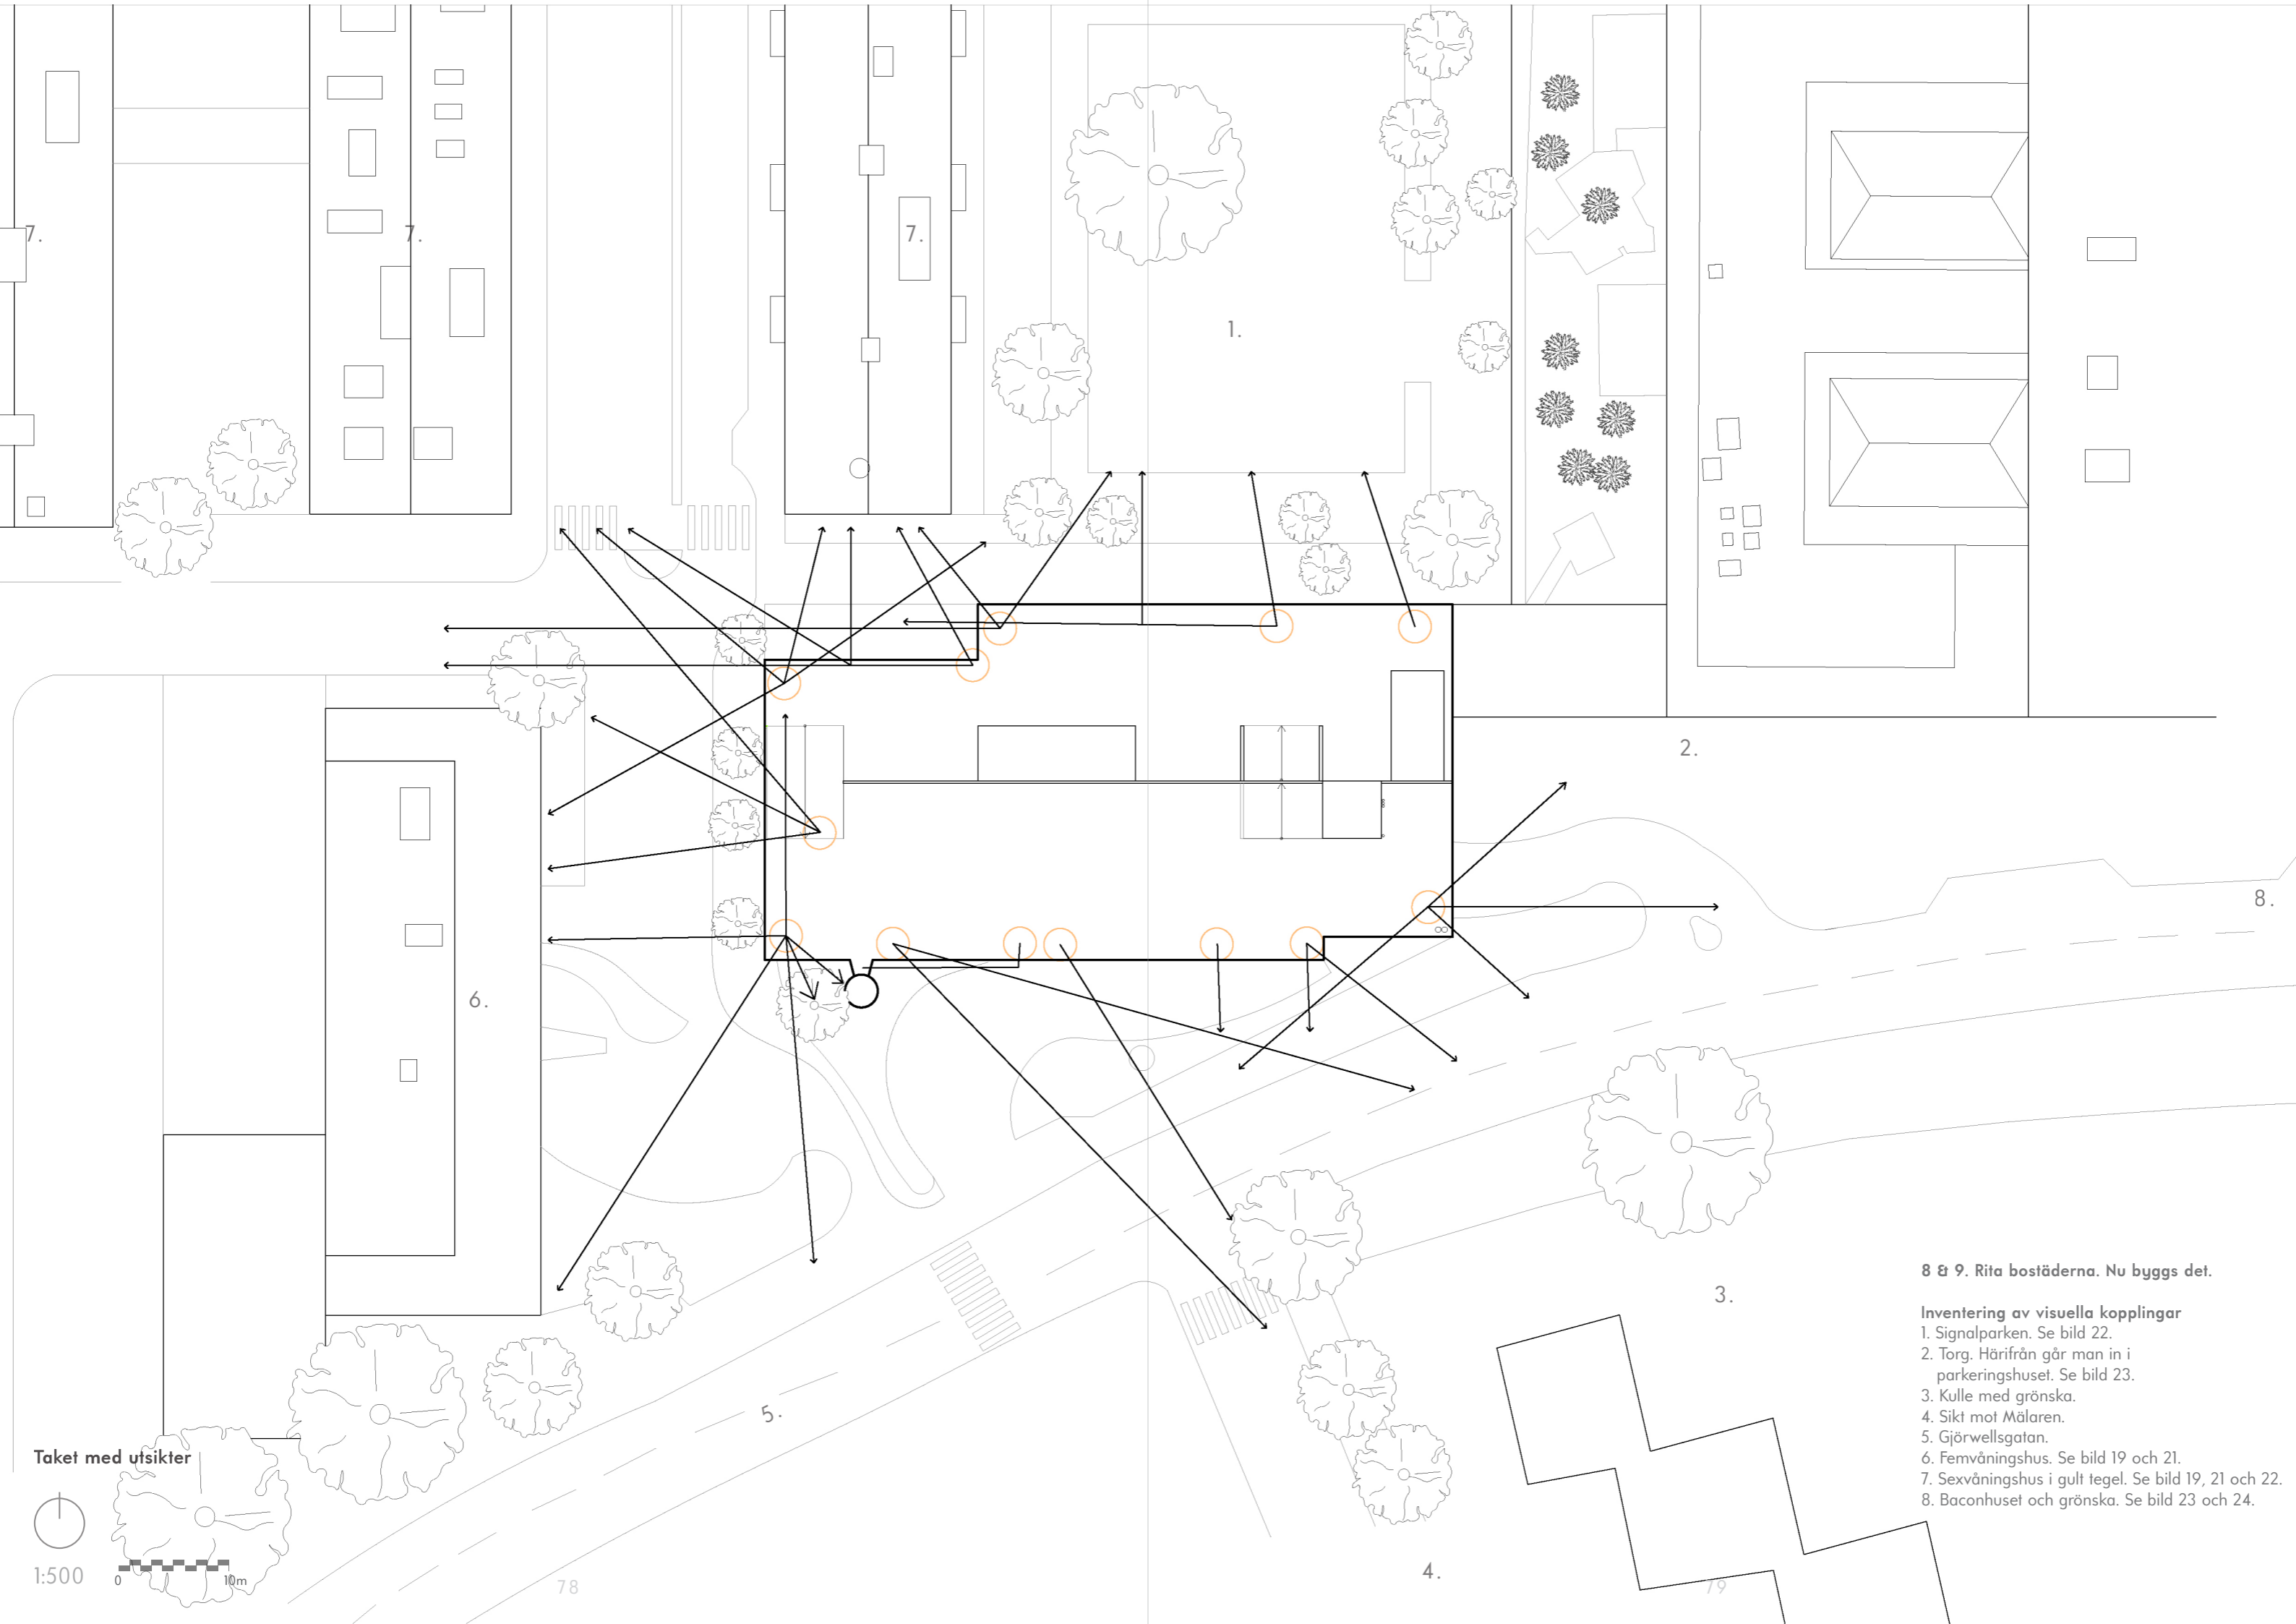 7.
7.
7.
1.
2.
8.
6.
3.
5.
4.
8 & 9. Rita bostäderna. Nu byggs det.
Inventering av visuella kopplingar
1. Signalparken. Se bild 22.
2. Torg. Härifrån går man in i
parkeringshuset. Se bild 23.
3. Kulle med grönska.
4. Sikt mot Mälaren.
5. Gjörwellsgatan.
6. Femvåningshus. Se bild 19 och 21.
7. Sexvåningshus i gult tegel. Se bild 19, 21 och 22.
8. Baconhuset och grönska. Se bild 23 och 24.
Taket med utsikter
1:500
0 10m
78
79